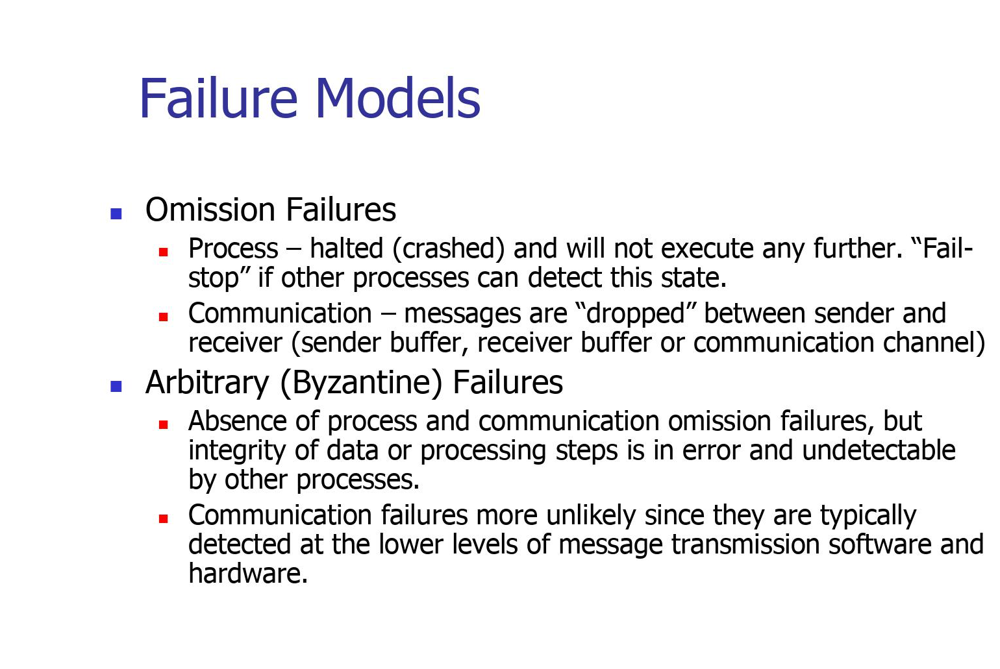 Failure Models
Omission Failures
Process – halted (crashed) and will not execute any further. “Fail-
stop” if other processes can detect this state.
Communication – messages are “dropped” between sender and
receiver (sender buffer, receiver buffer or communication channel)
Arbitrary (Byzantine) Failures
Absence of process and communication omission failures, but
integrity of data or processing steps is in error and undetectable
by other processes.
Communication failures more unlikely since they are typically
detected at the lower levels of message transmission software and
hardware.